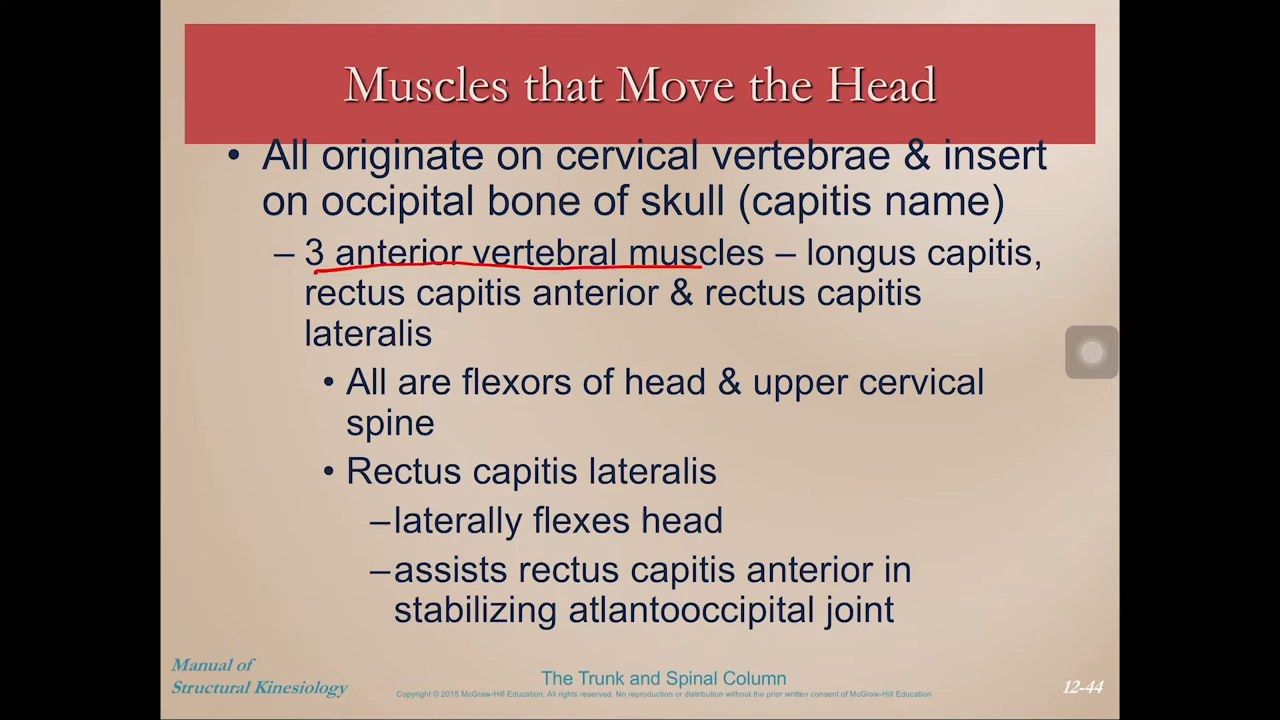 Muscles that Move the Head
• All originate on cervical vertebrae & insert
on occipital bone of skull (capitis name)
– 3 anterior vertebral muscles – longus capitis,
rectus capitis anterior & rectus capitis
lateralis
• All are flexors of head & upper cervical
spine
• Rectus capitis lateralis
–laterally flexes head
–assists rectus capitis anterior in
stabilizing atlantooccipital joint
Manual of
Structural Kinesiology
The Trunk and Spinal Column
Copyright © 2015 McGraw-Hill Education. All rights reserved. No reproduction or distribution without the prior written consent of McGraw-Hill Education.
12-44